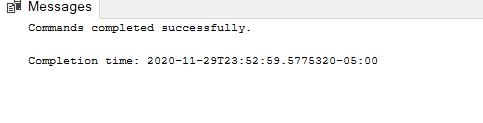 Messages
Commands completed successfully.
Completion time: 2020-11-29T23:52:59.5775320-05:00